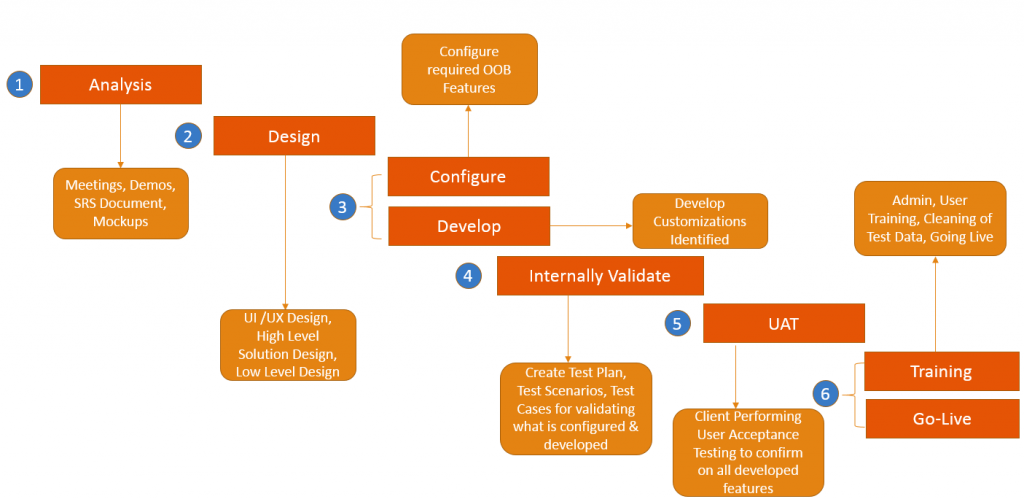 1
Analysis
Meetings, Demos,
SRS Document,
Mockups
2
Design
UI /UX Design,
High Level
Solution Design,
Low Level Design
3
Configure
Configure
required OOB
Features
Develop
Develop
Customizations
Identified
4
Internally Validate
Create Test Plan,
Test Scenarios, Test
Cases for validating
what is configured &
developed
5
UAT
Client Performing
User Acceptance
Testing to confirm
on all developed
features
6
Training
Admin, User
Training, Cleaning of
Test Data, Going Live
Go-Live